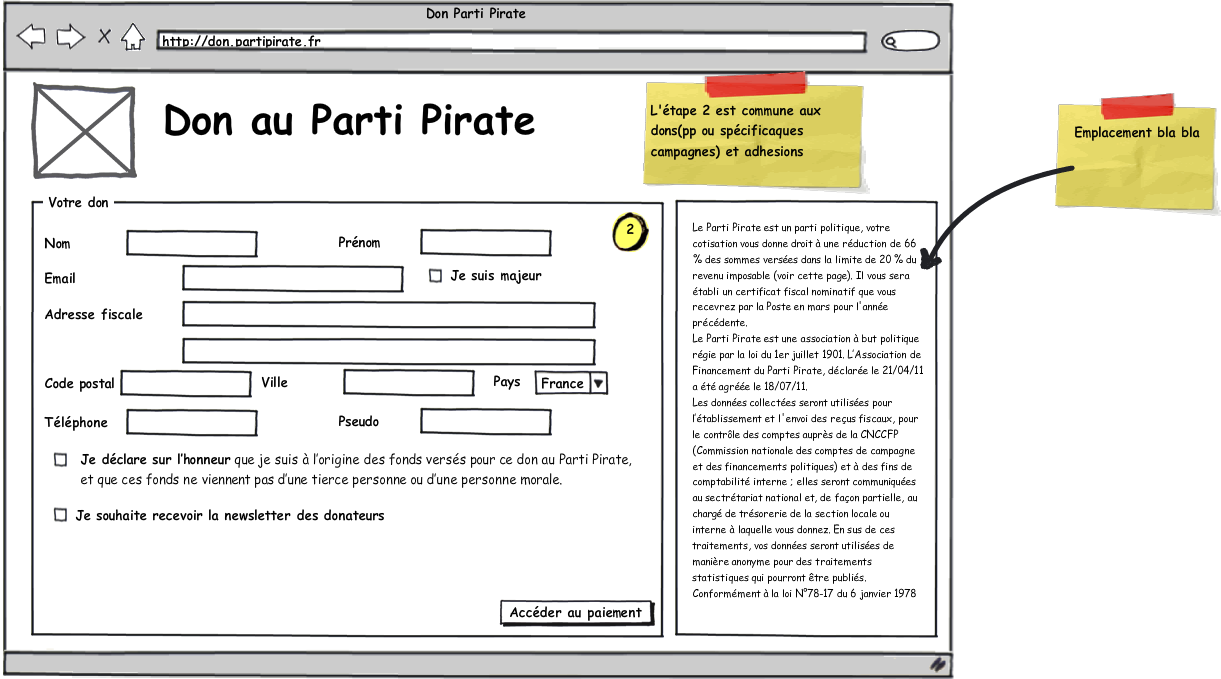 Don Parti Pirate
http://don.partipirate.fr
Don au Parti Pirate
L'étape 2 est commune aux
dons(pp ou spécificaques
campagnes) et adhesions
Emplacement bla bla
Votre don
2
Nom
Prénom
Email
Je suis majeur
Adresse fiscale
Code postal
Ville
Pays
France
Téléphone
Pseudo
Je déclare sur l'honneur que je suis à l'origine des fonds versés pour ce don au Parti Pirate,
et que ces fonds ne viennent pas d'une tierce personne ou d'une personne morale.
Je souhaite recevoir la newsletter des donateurs
Accéder au paiement
Le Parti Pirate est un parti politique, votre
cotisation vous donne droit à une réduction de 66
% des sommes versées dans la limite de 20 % du
revenu imposable (voir cette page). Il vous sera
établi un certificat fiscal nominatif que vous
recevrez par la Poste en mars pour l'année
précédente.
Le Parti Pirate est une association à but politique
régie par la loi du 1er juillet 1901. L'Association de
Financement du Parti Pirate, déclarée le 21/04/11
a été agréée le 18/07/11.
Les données collectées seront utilisées pour
l'établissement et l'envoi des reçus fiscaux, pour
le contrôle des comptes auprès de la CNCCFP
(Commission nationale des comptes de campagne
et des financements politiques) et à des fins de
comptabilité interne ; elles seront communiquées
au sectrétariat national et, de façon partielle, au
chargé de trésorerie de la section locale ou
interne à laquelle vous donnez. En sus de ces
traitements, vos données seront utilisées de
manière anonyme pour des traitements
statistiques qui pourront être publiés.
Conformément à la loi N°78-17 du 6 janvier 1978